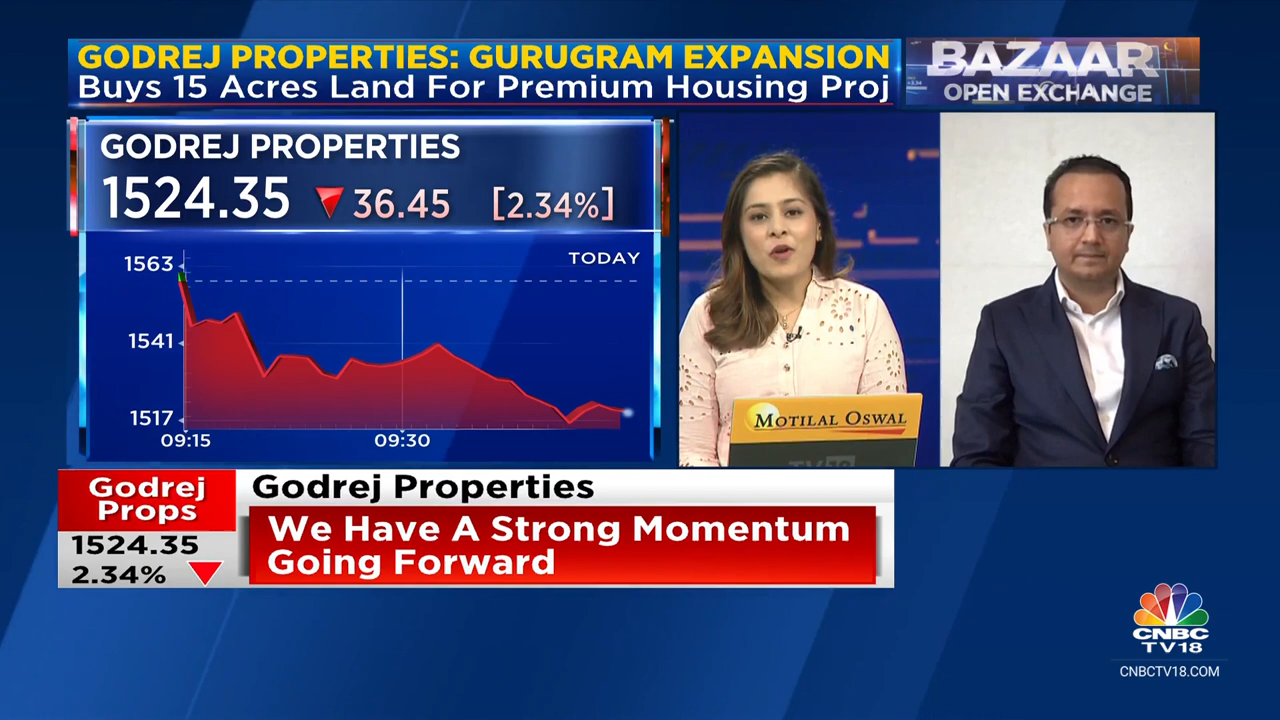 GODREJ PROPERTIES: GURUGRAM EXPANSION
Buys 15 Acres Land For Premium Housing Proj
BAZAAR
OPEN EXCHANGE
GODREJ PROPERTIES
1524.35 ▼ 36.45 [2.34%]
TODAY
1563
1541
1517
09:15 09:30
MOTILAL OSWAL
TV18
Godrej
Props
1524.35
2.34% ▼
Godrej Properties
We Have A Strong Momentum
Going Forward
CNBC
TV18
CNBCTV18.COM